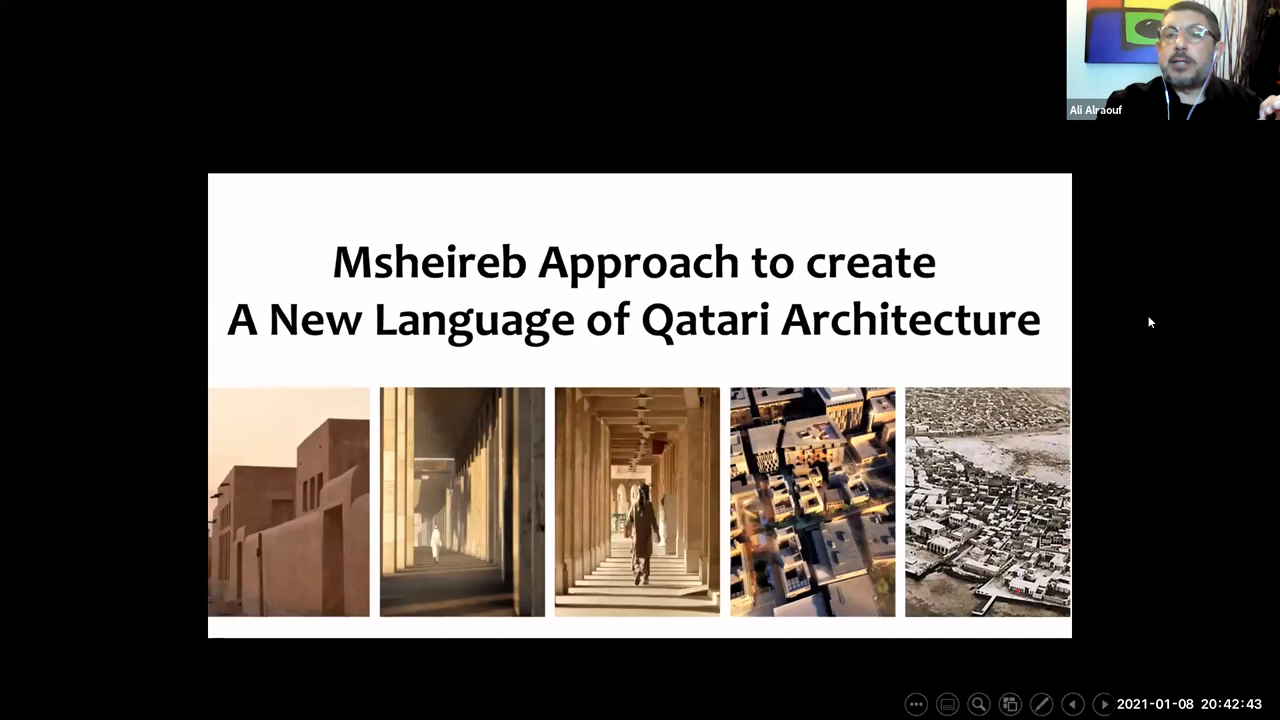 Ali Alraouf
Msheireb Approach to create
A New Language of Qatari Architecture
2021-01-08 20:42:43